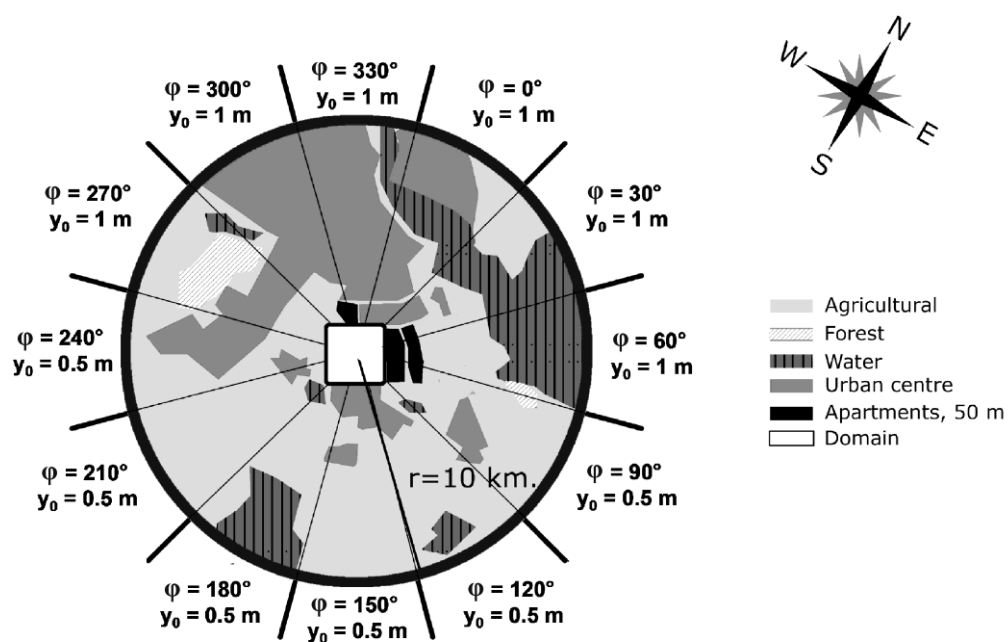 φ = 330°
y₀ = 1 m
φ = 300°
y₀ = 1 m
φ = 0°
y₀ = 1 m
N
W
E
S
φ = 270°
y₀ = 1 m
φ = 30°
y₀ = 1 m
φ = 240°
y₀ = 0.5 m
φ = 60°
y₀ = 1 m
Agricultural
Forest
Water
Urban centre
Apartments, 50 m
Domain
φ = 210°
y₀ = 0.5 m
r=10 km.
φ = 90°
y₀ = 0.5 m
φ = 180°
y₀ = 0.5 m
φ = 150°
y₀ = 0.5 m
φ = 120°
y₀ = 0.5 m